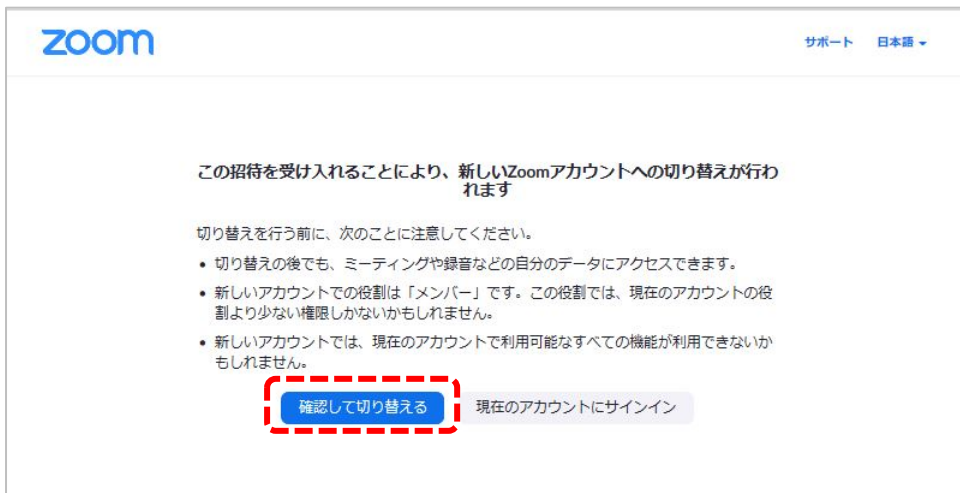 zoom
サポート 日本語
この招待を受け入れることにより、新しいZoomアカウントへの切り替えが行わ
れます
切り替えを行う前に、次のことに注意してください。
• 切り替えの後でも、ミーティングや録音などの自分のデータにアクセスできます。
• 新しいアカウントでの役割は「メンバー」です。この役割では、現在のアカウントの役
割より少ない権限しかないかもしれません。
• 新しいアカウントでは、現在のアカウントで利用可能なすべての機能が利用できないか
もしれません。
確認して切り替える 現在のアカウントにサインイン